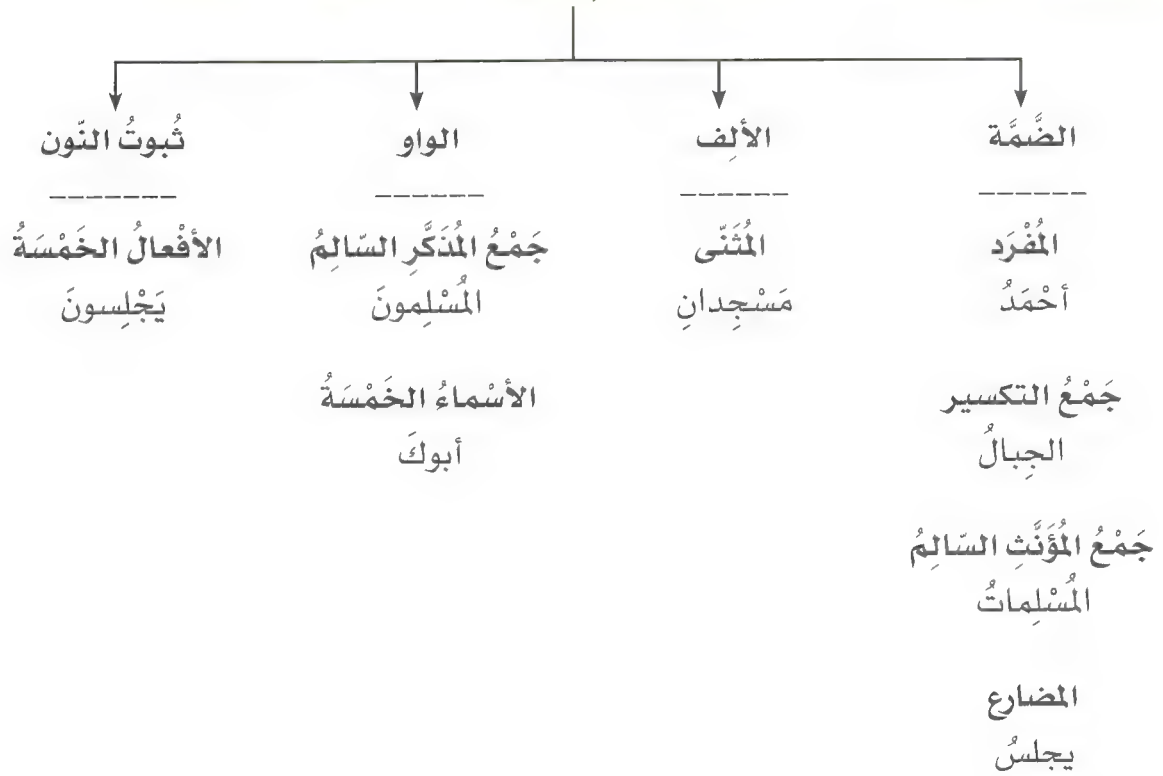 الضَّمَّة
------
المُفْرَد
أحْمَدُ
جَمْعُ التكسير
الجِبالُ
جَمْعُ المُؤَنَّثِ السّالِمُ
المُسْلِماتُ
المضارع
يجلسُ
الألِف
------
المُثَنّى
مَسْجِدانِ
الواو
------
جَمْعُ المُذَكَّرِ السّالِمُ
المُسْلِمونَ
الأسْماءُ الخَمْسَةُ
أبوكَ
ثُبوتُ النّون
-------
الأفْعالُ الخَمْسَةُ
يَجْلِسونَ